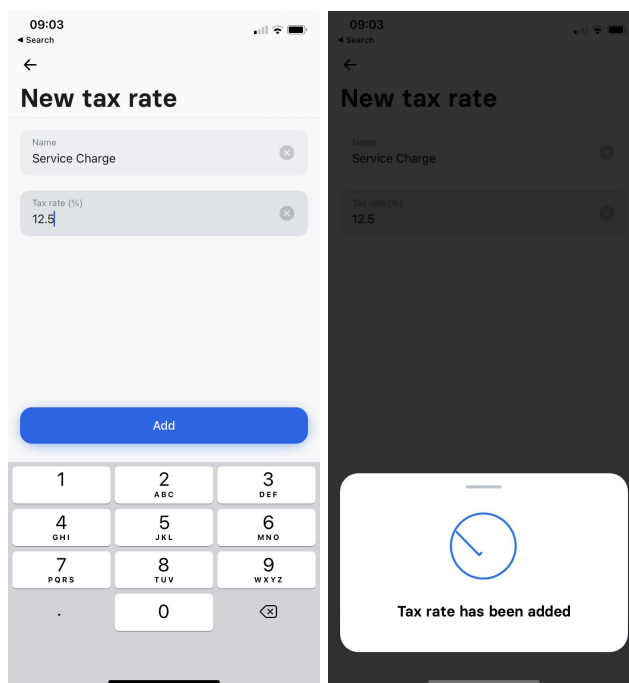 09:03
◀ Search
New tax rate
Name
Service Charge
Tax rate (%)
12.5
Add
1
2
ABC
3
DEF
4
GHI
5
JKL
6
MNO
7
PQRS
8
TUV
9
WXYZ
.
0
09:03
◀ Search
New tax rate
Name
Service Charge
Tax rate (%)
12.5
Tax rate has been added